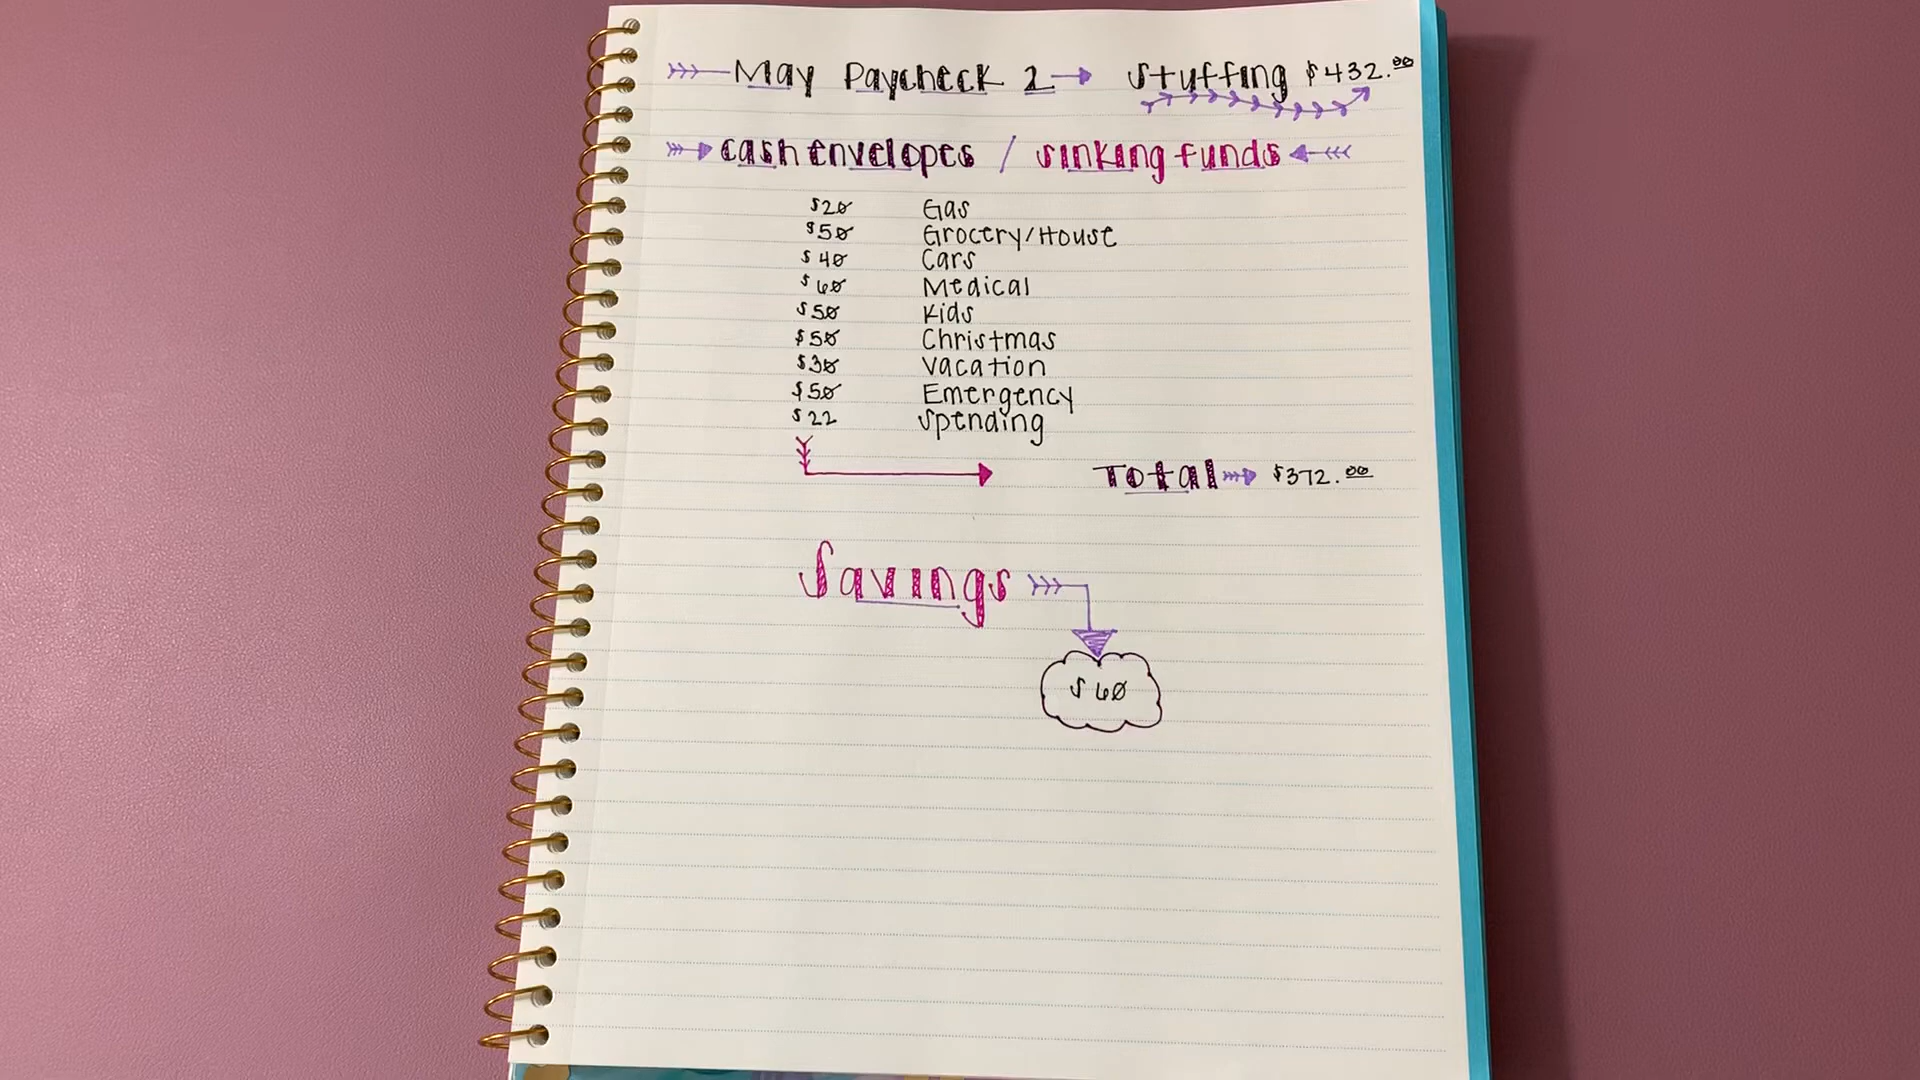 May Paycheck 2 Stuffing $432.00
cash envelopes / sinking funds
$20 Gas
$50 Grocery/House
$40 Cars
$60 Medical
$50 Kids
$50 Christmas
$30 Vacation
$50 Emergency
$22 Spending
Total $372.00
Savings
$60